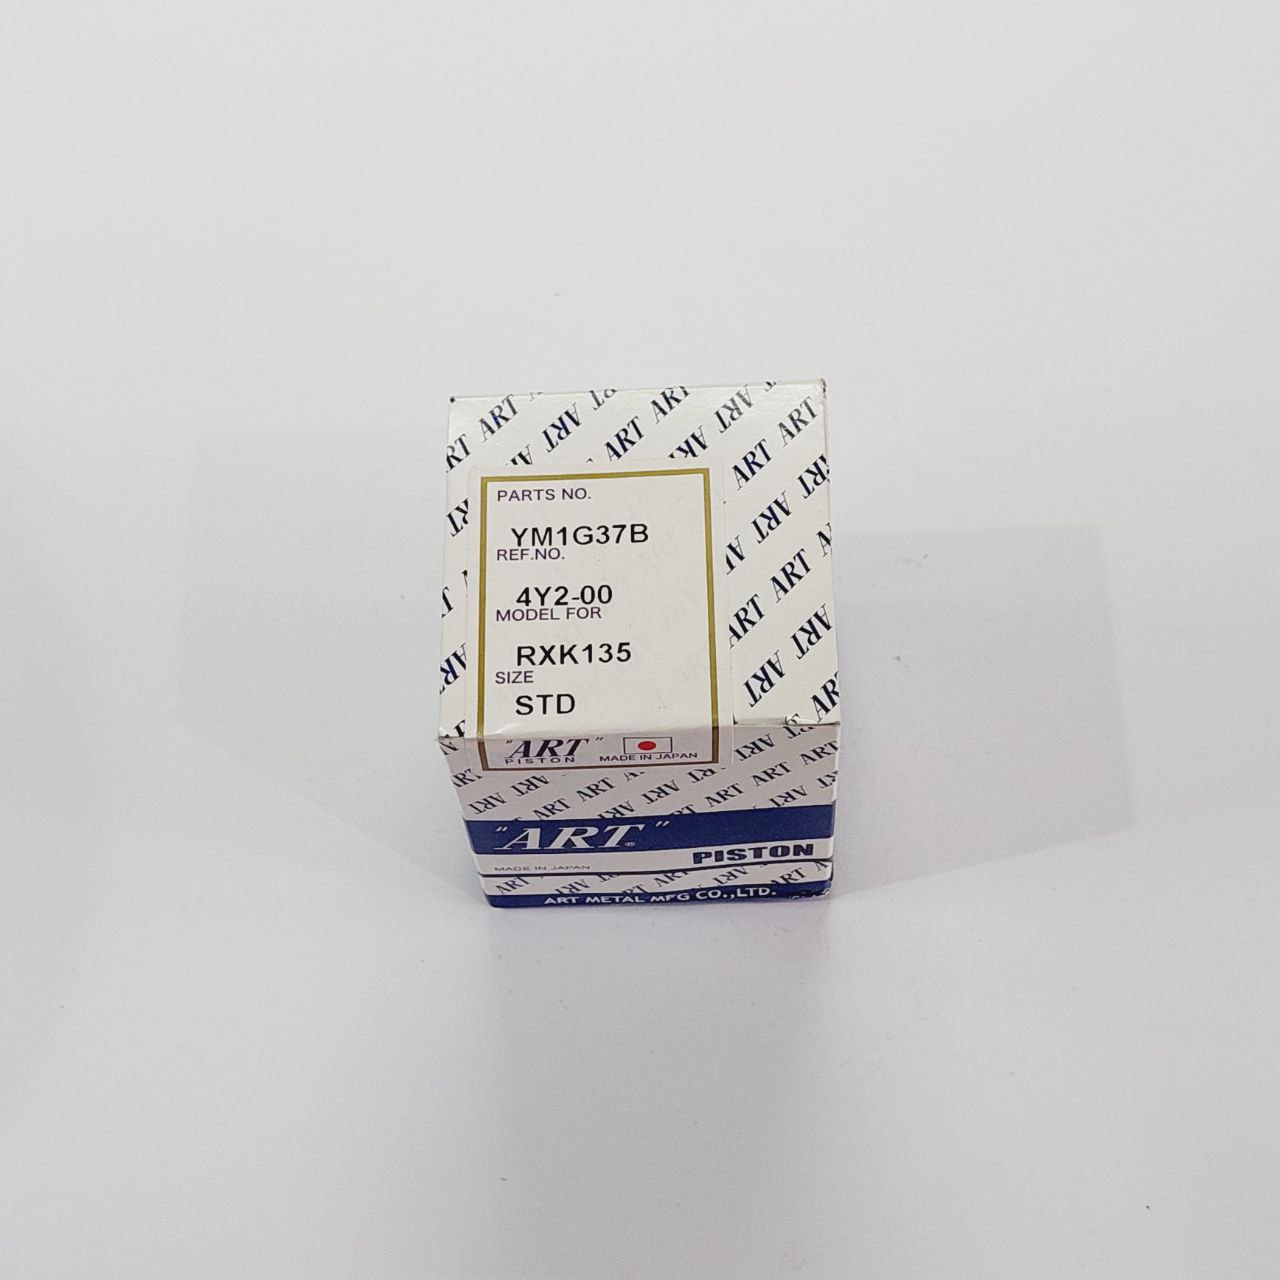 PARTS NO.
YM1G37B
REF.NO.
4Y2-00
MODEL FOR
RXK135
SIZE
STD
"ART"
PISTON
MADE IN JAPAN
"ART"®
PISTON
MADE IN JAPAN
ART METAL MFG CO.,LTD.